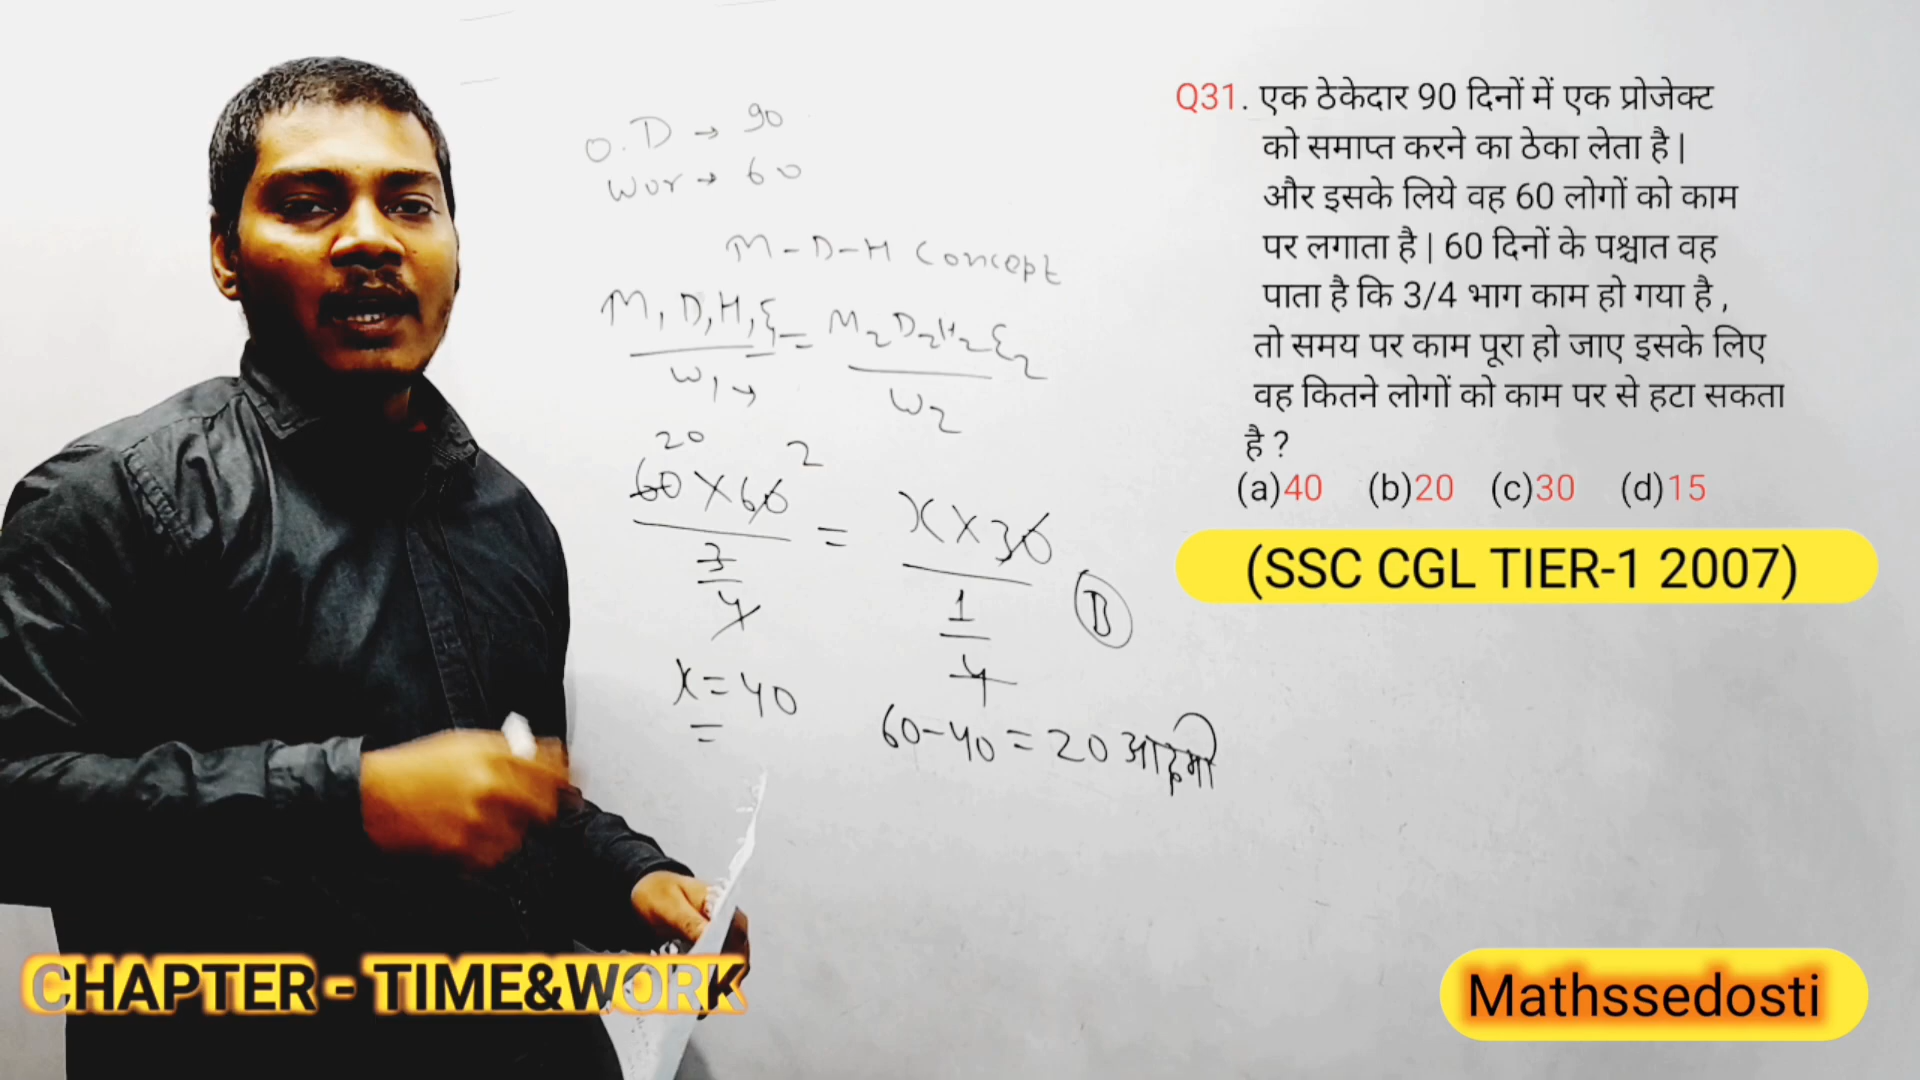 O.D → 90
Wor → 60
M-D-H Concept
M₁D₁H₁E₁ = M₂D₂H₂E₂
W₁ → W₂
20 2
60×60 = x×30
3/4 1/4
B
x = 40
60-40 = 20 आदमी
Q31. एक ठेकेदार 90 दिनों में एक प्रोजेक्ट
को समाप्त करने का ठेका लेता है |
और इसके लिये वह 60 लोगों को काम
पर लगाता है | 60 दिनों के पश्चात वह
पाता है कि 3/4 भाग काम हो गया है ,
तो समय पर काम पूरा हो जाए इसके लिए
वह कितने लोगों को काम पर से हटा सकता
है ?
(a)40 (b)20 (c)30 (d)15
(SSC CGL TIER-1 2007)
CHAPTER - TIME&WORK
Mathssedosti